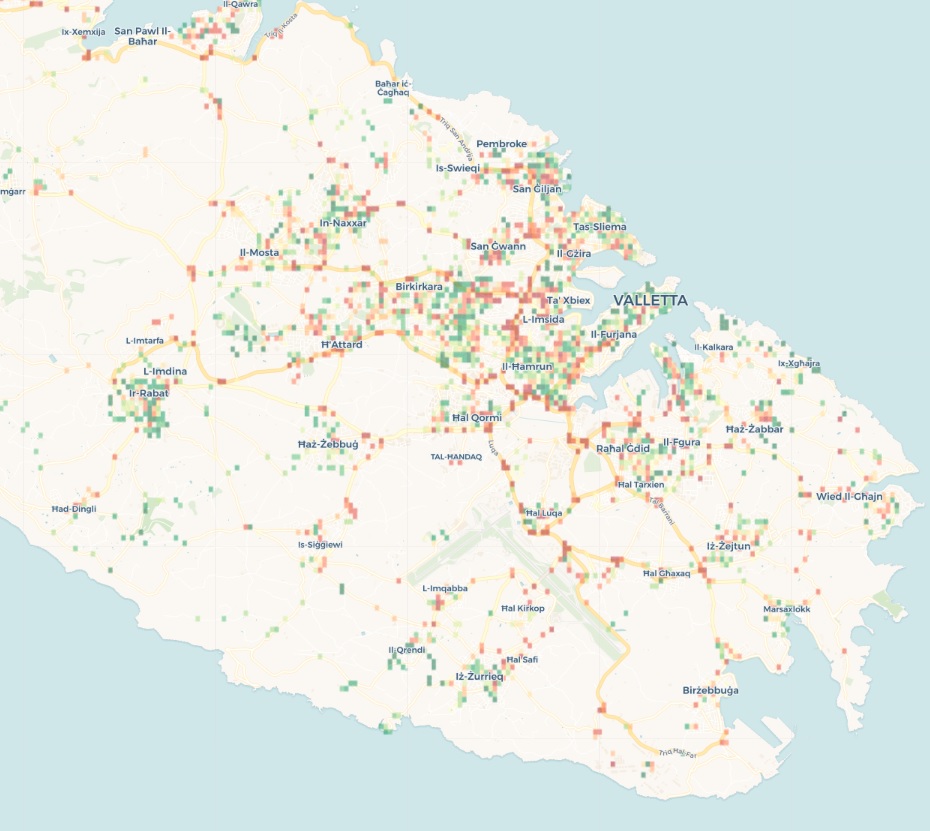 Il-Qawra
Ix-Xemxija
San Pawl Il-
Baħar
Triq il-Kosta
Baħar iċ-
Ċagħaq
Triq San Andrija
Pembroke
Is-Swieqi
San Ġiljan
mġarr
In-Naxxar
Tas-Sliema
Il-Mosta
San Ġwann
Il-Gżira
Birkirkara
Ta' Xbiex
VALLETTA
L-Imsida
Il-Furjana
L-Imtarfa
Ħ'Attard
Il-Kalkara
L-Imdina
Il-Ħamrun
Ix-Xgħajra
Ir-Rabat
Ħal Qormi
Ħaż-Żabbar
Ħaż-Żebbuġ
Luqa
Raħal Ġdid
Il-Fgura
TAL-ĦANDAQ
Ħal Tarxien
Wied Il-Għajn
Ħad-Dingli
Ħal Luqa
Tal-Barrani
Is-Siġġiewi
Iż-Żejtun
Ħal Għaxaq
L-Imqabba
Ħal Kirkop
Marsaxlokk
Il-Qrendi
Ħal Safi
Iż-Żurrieq
Birżebbuġa
Triq Ħal Far